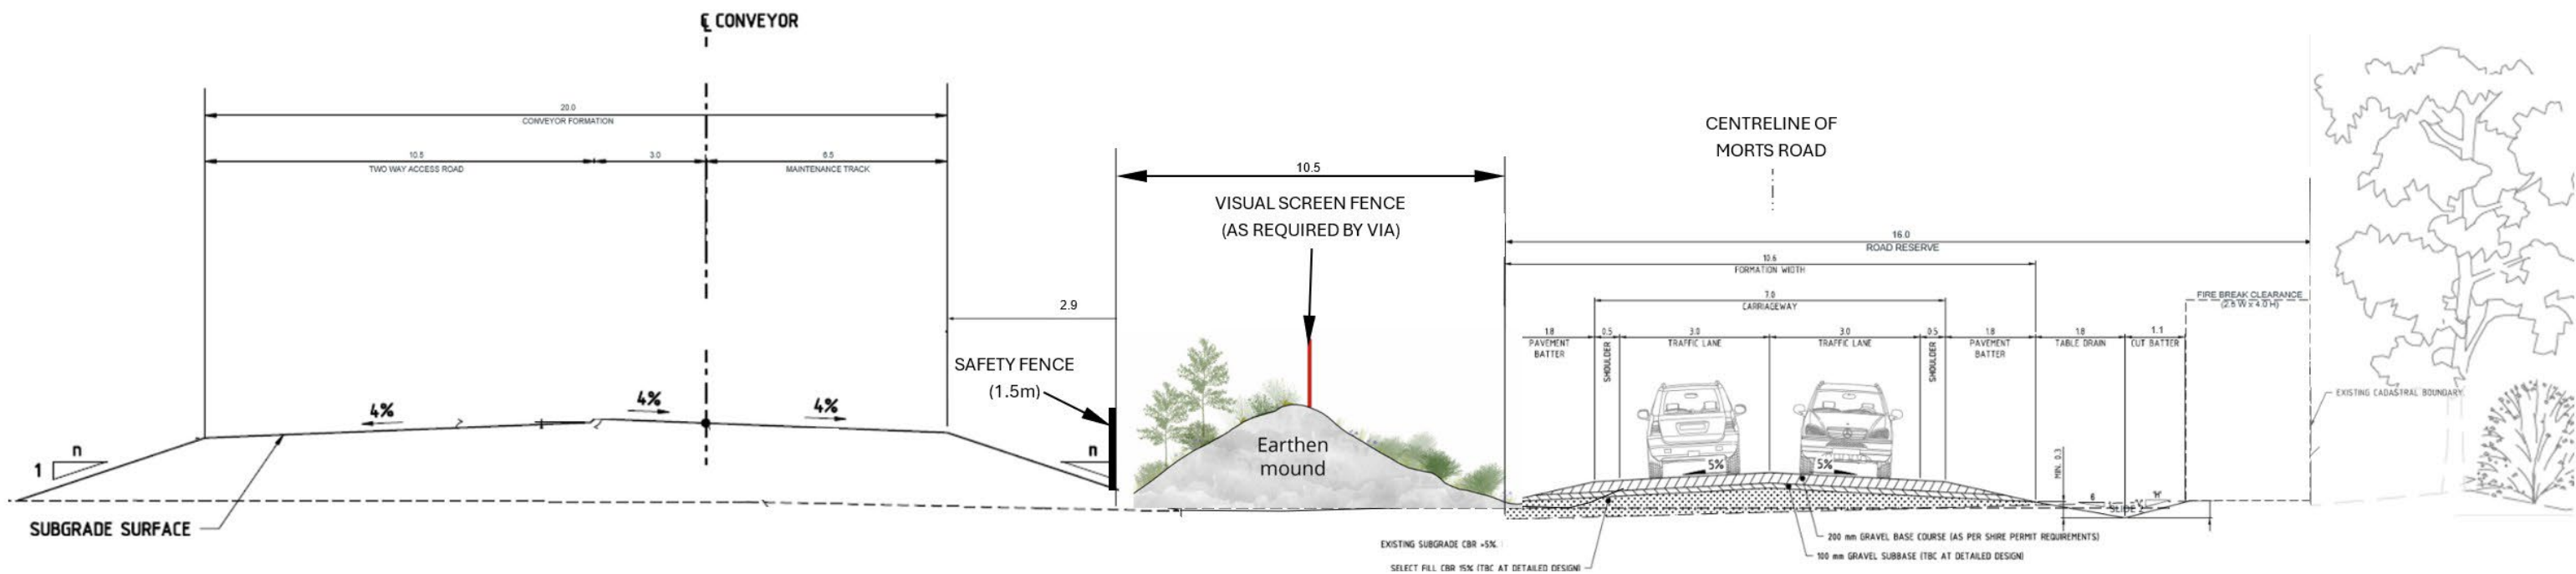 ℄ CONVEYOR
20.0
CONVEYOR FORMATION
10.5
TWO WAY ACCESS ROAD
3.0
6.5
MAINTENANCE TRACK
4%
4%
4%
1
n
n
SUBGRADE SURFACE
2.9
SAFETY FENCE
(1.5m)
10.5
VISUAL SCREEN FENCE
(AS REQUIRED BY VIA)
Earthen
mound
CENTRELINE OF
MORTS ROAD
16.0
ROAD RESERVE
10.6
FORMATION WIDTH
7.0
CARRIAGEWAY
1.8
PAVEMENT
BATTER
0.5
SHOULDER
3.0
TRAFFIC LANE
3.0
TRAFFIC LANE
0.5
SHOULDER
1.8
PAVEMENT
BATTER
1.8
TABLE DRAIN
1.1
CUT BATTER
FIRE BREAK CLEARANCE
(2.5 W x 4.0 H)
EXISTING CADASTRAL BOUNDARY
5%
5%
MIN. 0.3
6
EXISTING SUBGRADE CBR =5%
SELECT FILL CBR 15% (TBC AT DETAILED DESIGN)
200 mm GRAVEL BASE COURSE (AS PER SHIRE PERMIT REQUIREMENTS)
100 mm GRAVEL SUBBASE (TBC AT DETAILED DESIGN)